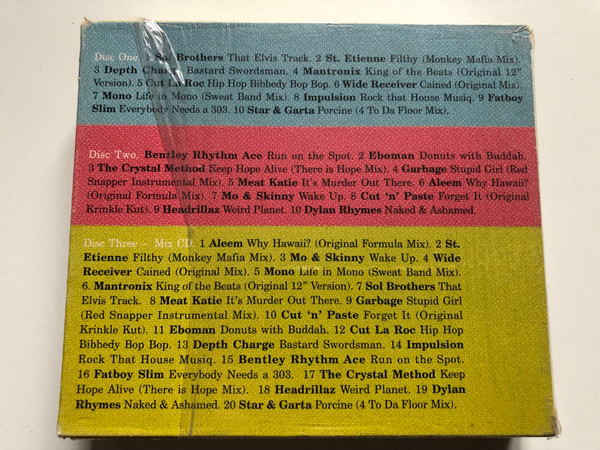 Disc One. 1 Sol Brothers That Elvis Track. 2 St. Etienne Filthy (Monkey Mafia Mix).
3 Depth Charge Bastard Swordsman. 4 Mantronix King of the Beats (Original 12"
Version). 5 Cut La Roc Hip Hop Bibbedy Bop Bop. 6 Wide Receiver Cained (Original Mix).
7 Mono Life in Mono (Sweat Band Mix). 8 Impulsion Rock that House Musiq. 9 Fatboy
Slim Everybody Needs a 303. 10 Star & Garta Porcine (4 To Da Floor Mix).
Disc Two. Bentley Rhythm Ace Run on the Spot. 2 Eboman Donuts with Buddah.
3 The Crystal Method Keep Hope Alive (There is Hope Mix). 4 Garbage Stupid Girl (Red
Snapper Instrumental Mix). 5 Meat Katie It's Murder Out There. 6 Aleem Why Hawaii?
(Original Formula Mix). 7 Mo & Skinny Wake Up. 8 Cut 'n' Paste Forget It (Original
Krinkle Kut). 9 Headrillaz Weird Planet. 10 Dylan Rhymes Naked & Ashamed.
Disc Three – Mix CD. 1 Aleem Why Hawaii? (Original Formula Mix). 2 St.
Etienne Filthy (Monkey Mafia Mix). 3 Mo & Skinny Wake Up. 4 Wide
Receiver Cained (Original Mix). 5 Mono Life in Mono (Sweat Band Mix).
6. Mantronix King of the Beats (Original 12" Version). 7 Sol Brothers That
Elvis Track. 8 Meat Katie It's Murder Out There. 9 Garbage Stupid Girl
(Red Snapper Instrumental Mix). 10 Cut 'n' Paste Forget It (Original
Krinkle Kut). 11 Eboman Donuts with Buddah. 12 Cut La Roc Hip Hop
Bibbedy Bop Bop. 13 Depth Charge Bastard Swordsman. 14 Impulsion
Rock That House Musiq. 15 Bentley Rhythm Ace Run on the Spot.
16 Fatboy Slim Everybody Needs a 303. 17 The Crystal Method Keep
Hope Alive (There is Hope Mix). 18 Headrillaz Weird Planet. 19 Dylan
Rhymes Naked & Ashamed. 20 Star & Garta Porcine (4 To Da Floor Mix).